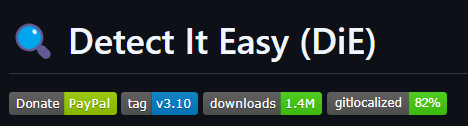 Detect It Easy (DiE)
Donate PayPal tag v3.10 downloads 1.4M gitlocalized 82%